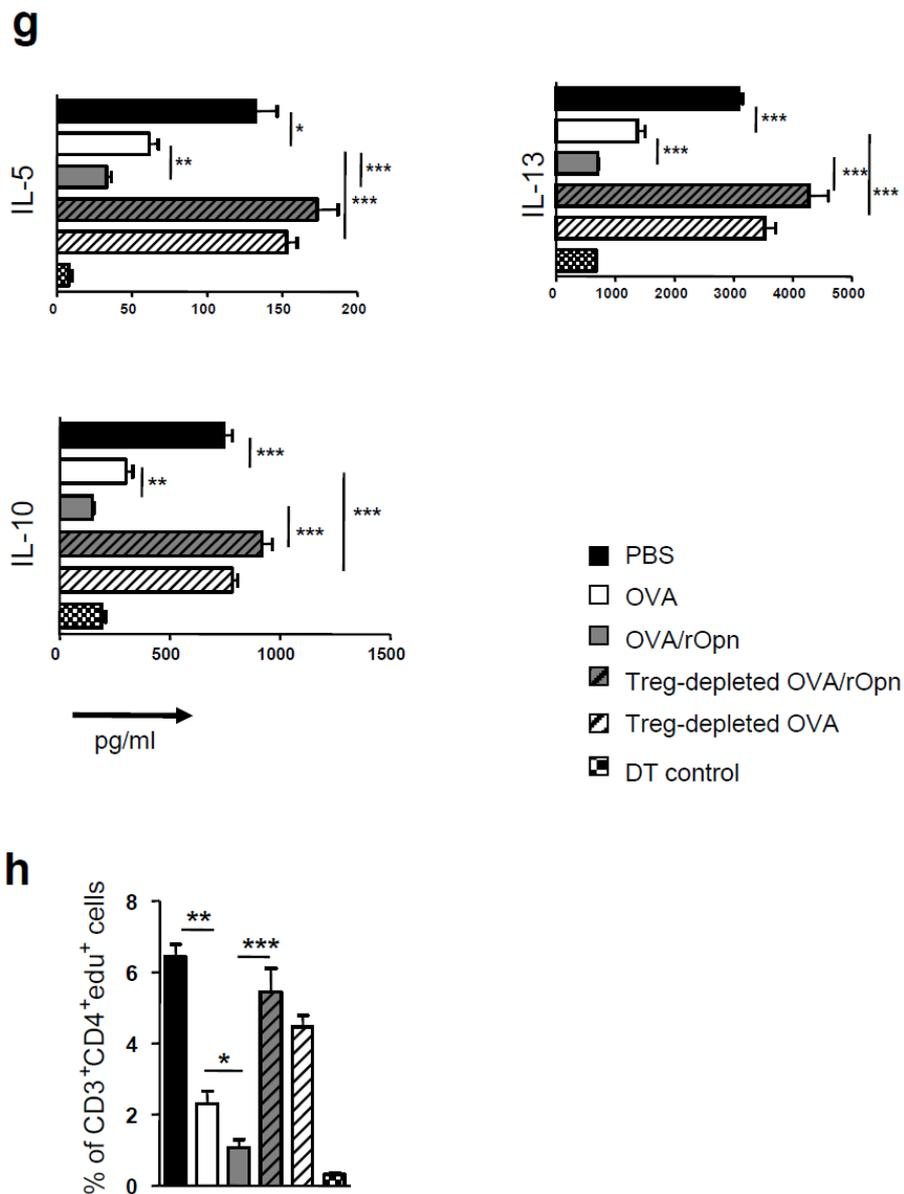 g
IL-5
*
**
***
***
0 50 100 150 200
IL-13
***
***
***
***
0 1000 2000 3000 4000 5000
IL-10
***
**
***
***
0 500 1000 1500
pg/ml
PBS
OVA
OVA/rOpn
Treg-depleted OVA/rOpn
Treg-depleted OVA
DT control
h
% of CD3+CD4+edu+ cells
8
6
4
2
0
**
***
*